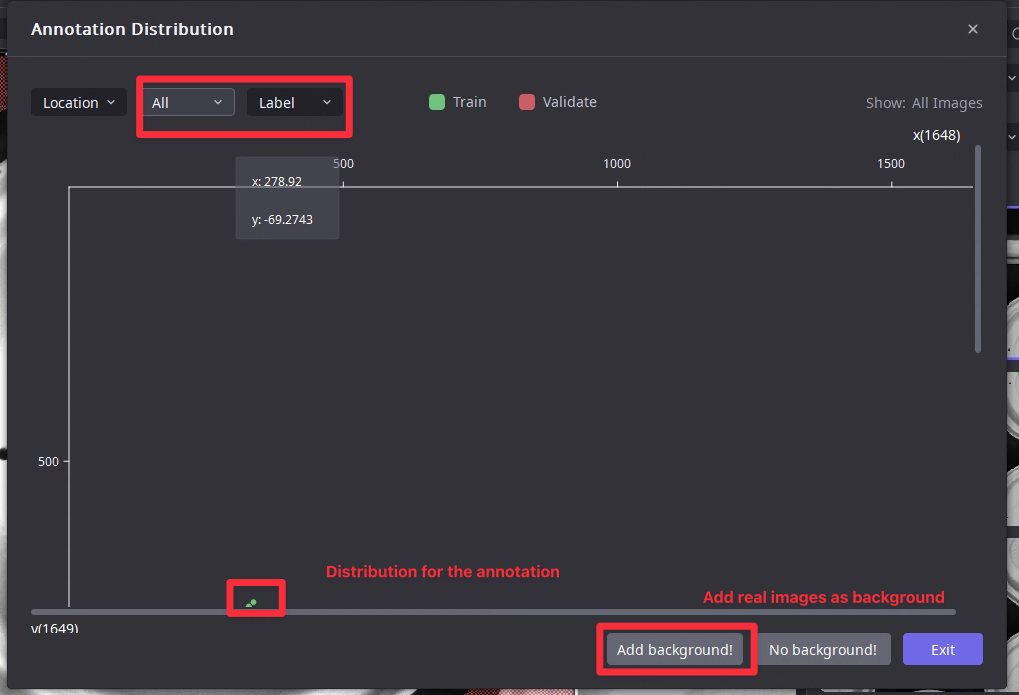 Annotation Distribution
Location All Label Train Validate Show: All Images
x(1648)
500 1000 1500
x: 278.92
y: -69.2743
500
Distribution for the annotation
Add real images as background
y(1649)
Add background! No background! Exit